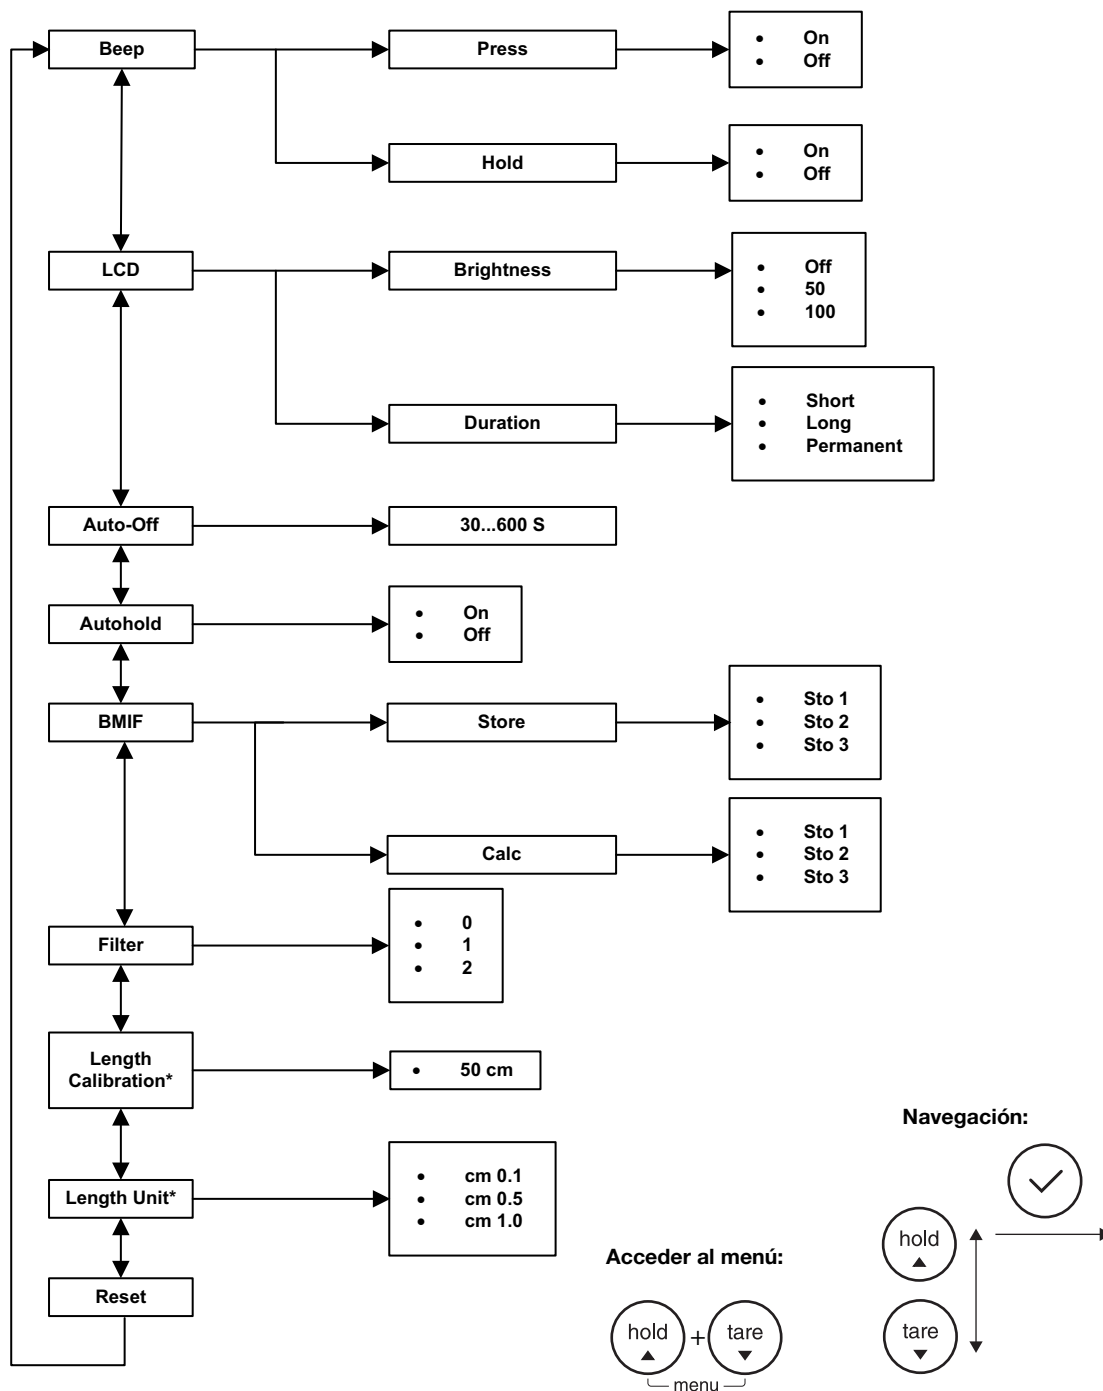 Beep
Press
• On
• Off
Hold
• On
• Off
LCD
Brightness
• Off
• 50
• 100
Duration
• Short
• Long
• Permanent
Auto-Off
30...600 S
Autohold
• On
• Off
BMIF
Store
• Sto 1
• Sto 2
• Sto 3
Calc
• Sto 1
• Sto 2
• Sto 3
Filter
• 0
• 1
• 2
Length
Calibration*
• 50 cm
Length Unit*
• cm 0.1
• cm 0.5
• cm 1.0
Reset
Acceder al menú:
hold + tare
menu
Navegación:
hold
tare